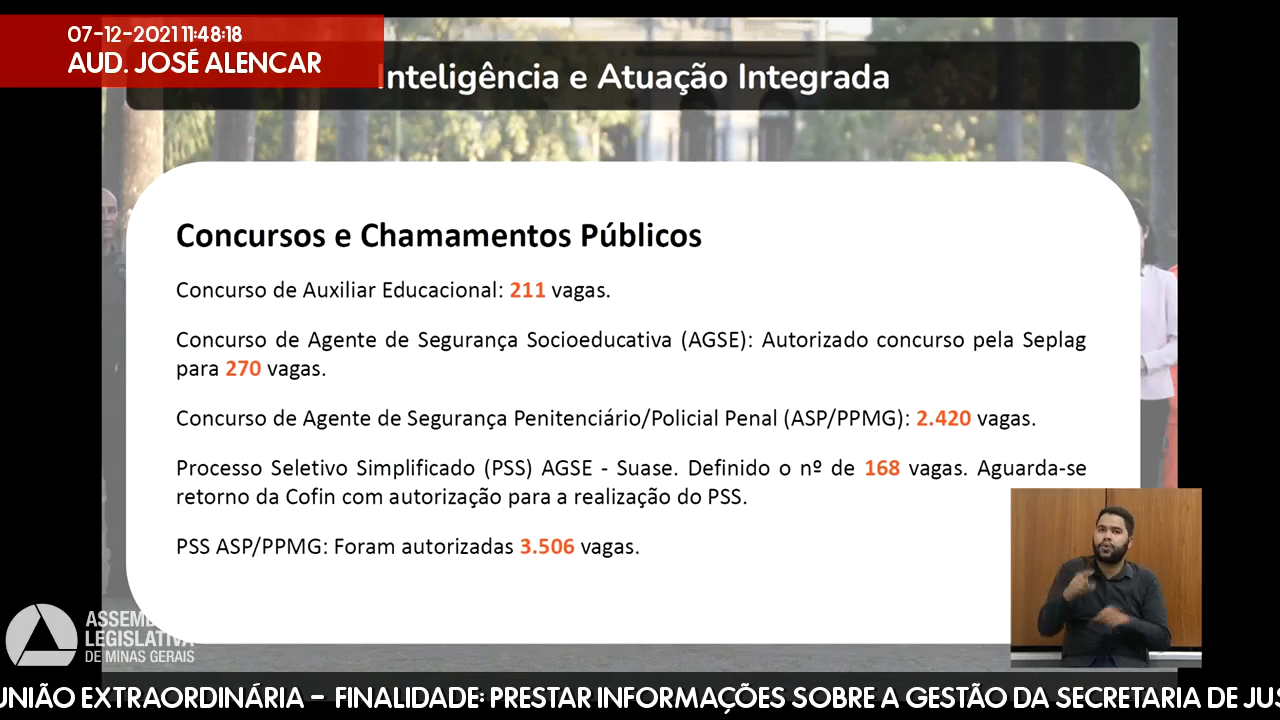 07-12-2021 11:48:18
AUD. JOSÉ ALENCAR
Inteligência e Atuação Integrada
Concursos e Chamamentos Públicos
Concurso de Auxiliar Educacional: 211 vagas.
Concurso de Agente de Segurança Socioeducativa (AGSE): Autorizado concurso pela Seplag
para 270 vagas.
Concurso de Agente de Segurança Penitenciário/Policial Penal (ASP/PPMG): 2.420 vagas.
Processo Seletivo Simplificado (PSS) AGSE - Suase. Definido o nº de 168 vagas. Aguarda-se
retorno da Cofin com autorização para a realização do PSS.
PSS ASP/PPMG: Foram autorizadas 3.506 vagas.
LEGISLATIVA
DE MINAS GERAIS
UNIÃO EXTRAORDINÁRIA - FINALIDADE: PRESTAR INFORMAÇÕES SOBRE A GESTÃO DA SECRETARIA DE JUS